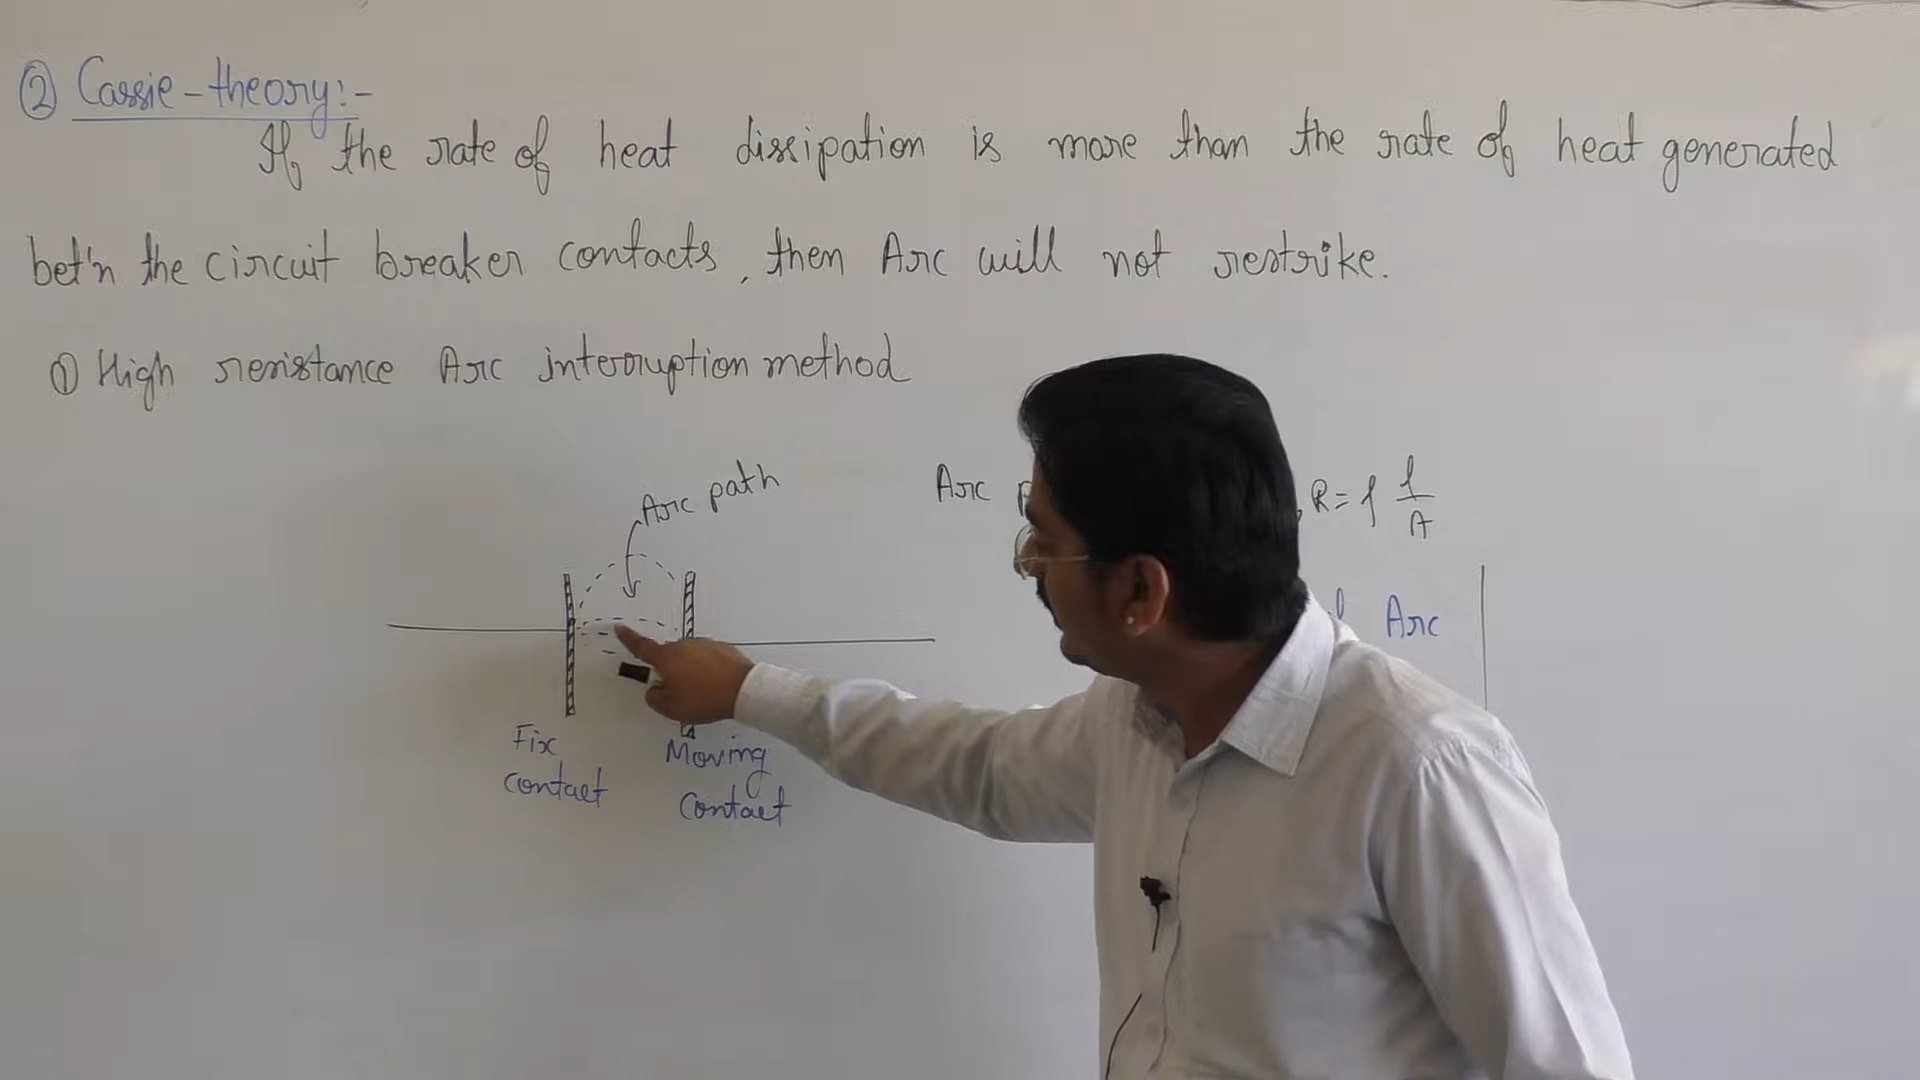 ② Cassie-theory:-
If the rate of heat dissipation is more than the rate of heat generated
bet'n the circuit breaker contacts, then Arc will not restrike.
① High resistance Arc interruption method
Arc path
Arc
, R = ρ l/A
Arc
Fix
contact
Moving
Contact